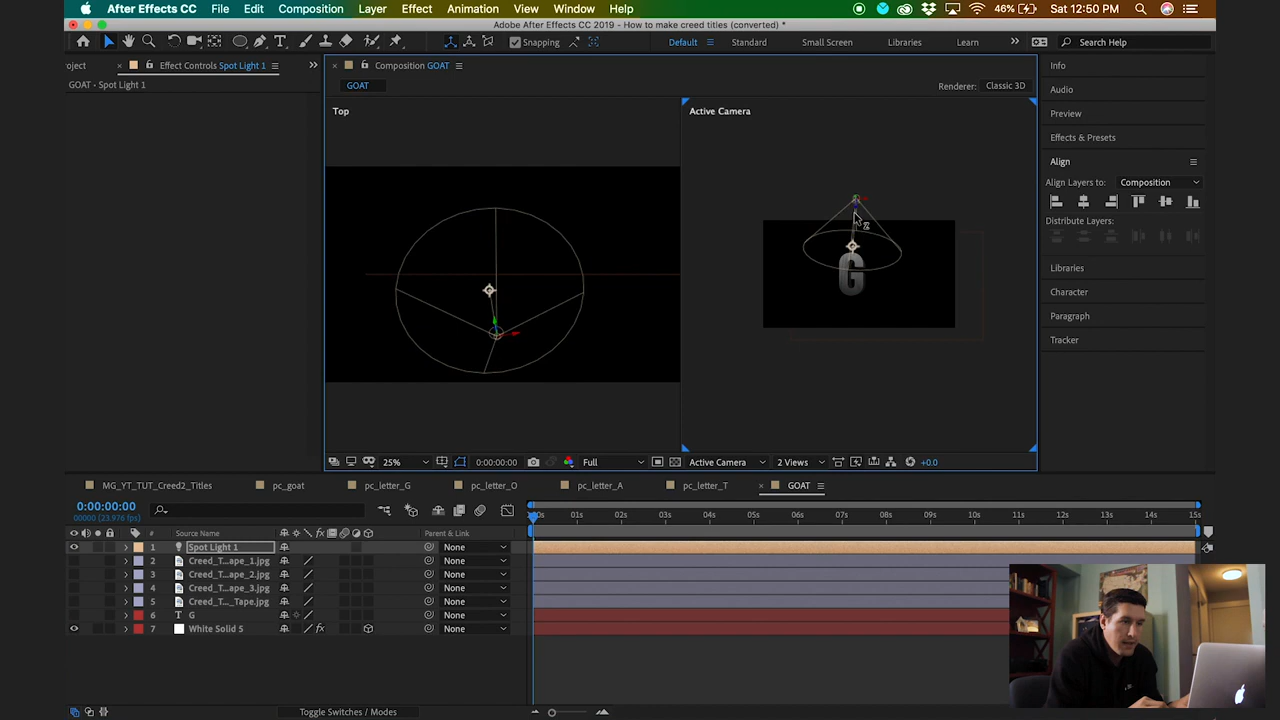 After Effects CC File Edit Composition Layer Effect Animation View Window Help 46% Sun 12:50 PM
Adobe After Effects CC 2019 - How to make creed titles (converted) *
Snapping Default Standard Small Screen Libraries Learn Search Help
roject Effect Controls Spot Light 1 Composition GOAT Info
GOAT • Spot Light 1 GOAT Renderer: Classic 3D
Audio
Top Active Camera
Preview
Effects & Presets
Align
Align Layers to: Composition
Distribute Layers:
G
Libraries
Character
Paragraph
Tracker
25% 0:00:00:00 Full Active Camera 2 Views +0.0
MG_YT_TUT_Creed2_Titles pc_goat pc_letter_G pc_letter_O pc_letter_A pc_letter_T GOAT
0:00:00:00
00000 (23.976 fps)
:00s 01s 02s 03s 04s 05s 06s 07s 08s 09s 10s 11s 12s 13s 14s 15s
# Source Name Parent & Link
1 Spot Light 1 None
2 Creed_T...ape_1.jpg None
3 Creed_T...ape_2.jpg None
4 Creed_T...ape_3.jpg None
5 Creed_T..._Tape.jpg None
6 T G None
7 White Solid 5 None
Toggle Switches / Modes